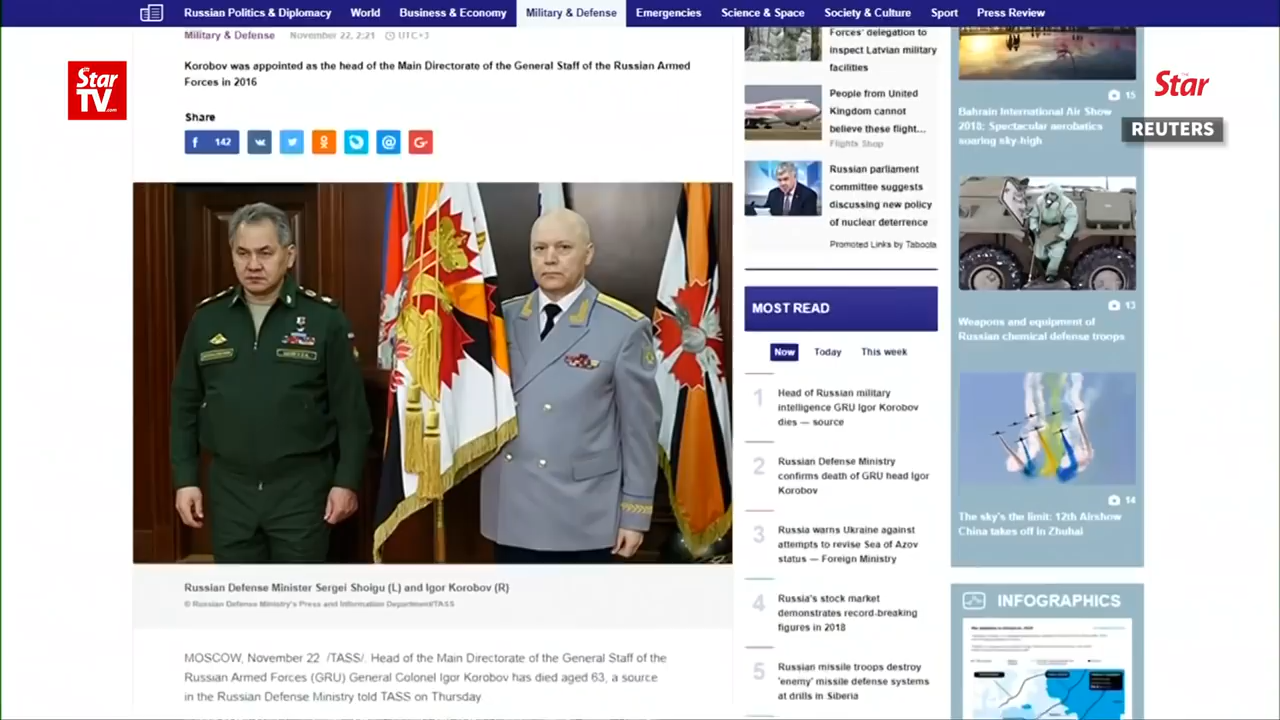 Russian Politics & Diplomacy World Business & Economy Military & Defense Emergencies Science & Space Society & Culture Sport Press Review
Military & Defense November 22, 2:21 UTC+3
Korobov was appointed as the head of the Main Directorate of the General Staff of the Russian Armed
Forces in 2016
Share
142
Russian Defense Minister Sergei Shoigu (L) and Igor Korobov (R)
© Russian Defense Ministry's Press and Information Department/TASS
MOSCOW, November 22 /TASS/. Head of the Main Directorate of the General Staff of the
Russian Armed Forces (GRU) General Colonel Igor Korobov has died aged 63, a source
in the Russian Defense Ministry told TASS on Thursday
Forces' delegation to
inspect Latvian military
facilities
People from United
Kingdom cannot
believe these flight...
Flights Shop
Russian parliament
committee suggests
discussing new policy
of nuclear deterrence
Promoted Links by Taboola
MOST READ
Now Today This week
1 Head of Russian military
intelligence GRU Igor Korobov
dies — source
2 Russian Defense Ministry
confirms death of GRU head Igor
Korobov
3 Russia warns Ukraine against
attempts to revise Sea of Azov
status — Foreign Ministry
4 Russia's stock market
demonstrates record-breaking
figures in 2018
5 Russian missile troops destroy
'enemy' missile defense systems
at drills in Siberia
15
Bahrain International Air Show
2018: Spectacular aerobatics
soaring sky-high
13
Weapons and equipment of
Russian chemical defense troops
14
The sky's the limit: 12th Airshow
China takes off in Zhuhai
INFOGRAPHICS
Star
TV.com
THE Star
REUTERS